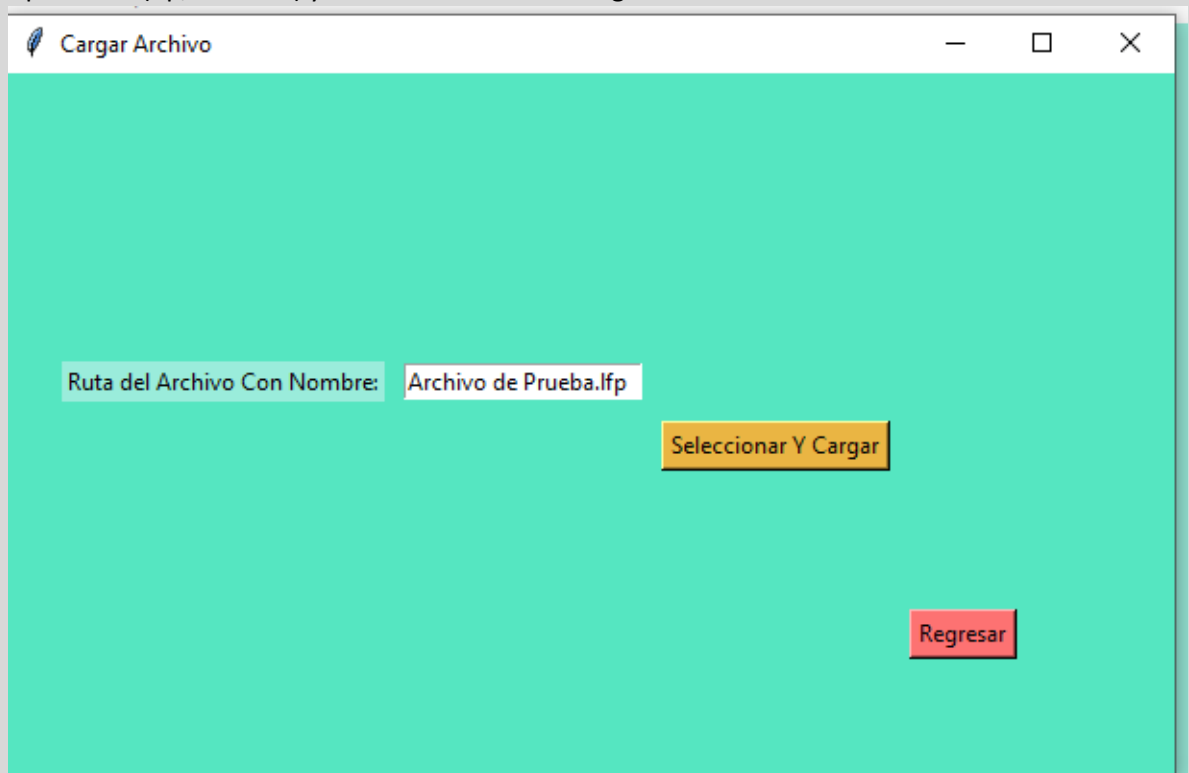 Cargar Archivo
Ruta del Archivo Con Nombre: Archivo de Prueba.lfp
Seleccionar Y Cargar
Regresar